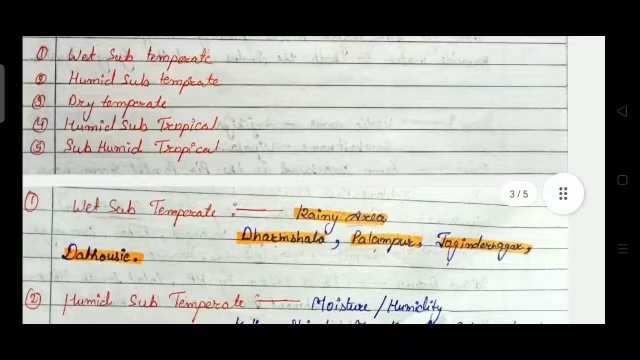 ① Wet Sub temperate
② Humid Sub temperate
③ Dry temperate
④ Humid Sub Tropical
⑤ Sub Humid Tropical
3 / 5
① Wet Sub Temperate :— Rainy Area
Dharmshala, Palampur, Jogindernggar,
Dalhousie.
② Humid Sub Temperate :— Moisture / Humidity